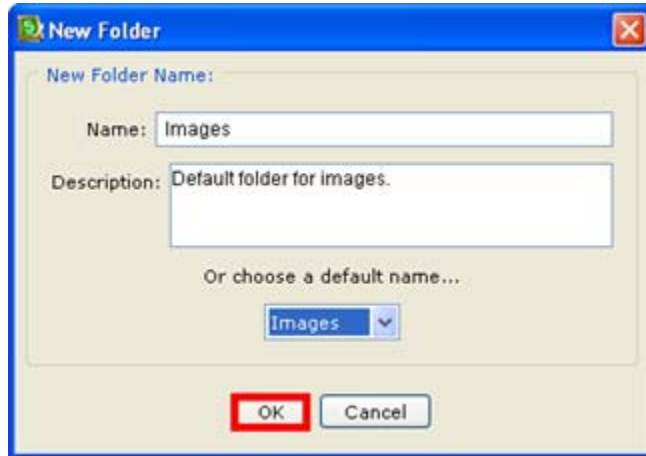 New Folder
New Folder Name:
Name: Images
Description: Default folder for images.
Or choose a default name...
Images
OK Cancel